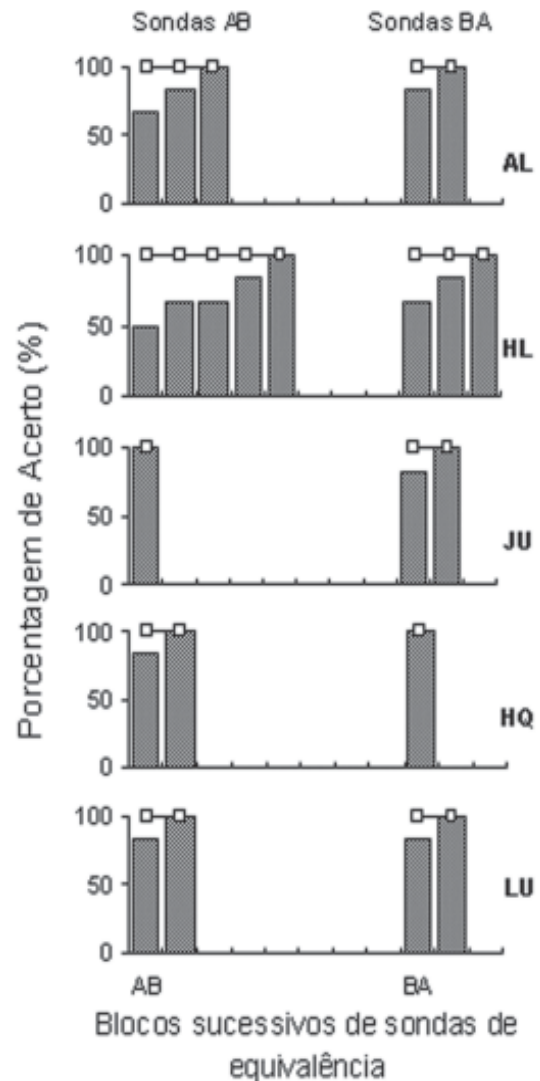 Sondas AB Sondas BA
100
50
0
AL
100
50
0
HL
100
50
0
JU
100
50
0
HQ
100
50
0
LU
AB BA
Porcentagem de Acerto (%)
Blocos sucessivos de sondas de
equivalência